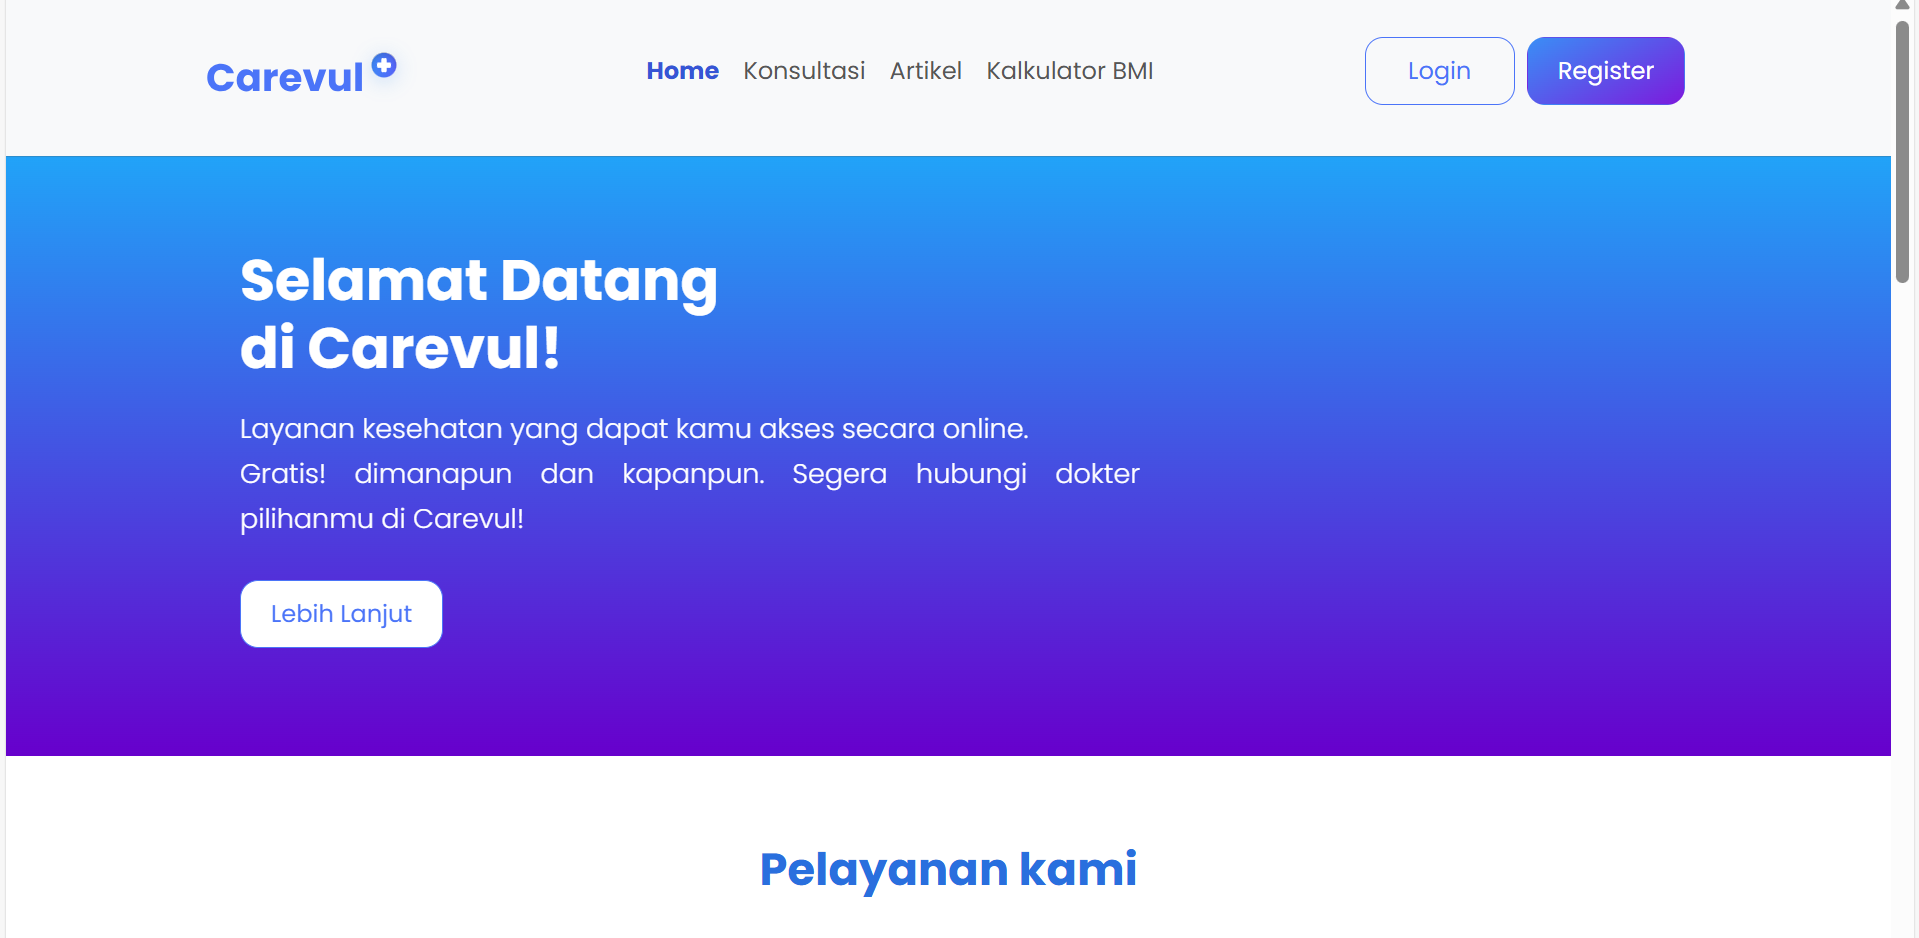 Carevul
Home Konsultasi Artikel Kalkulator BMI
Login
Register
Selamat Datang
di Carevul!
Layanan kesehatan yang dapat kamu akses secara online.
Gratis! dimanapun dan kapanpun. Segera hubungi dokter
pilihanmu di Carevul!
Lebih Lanjut
Pelayanan kami